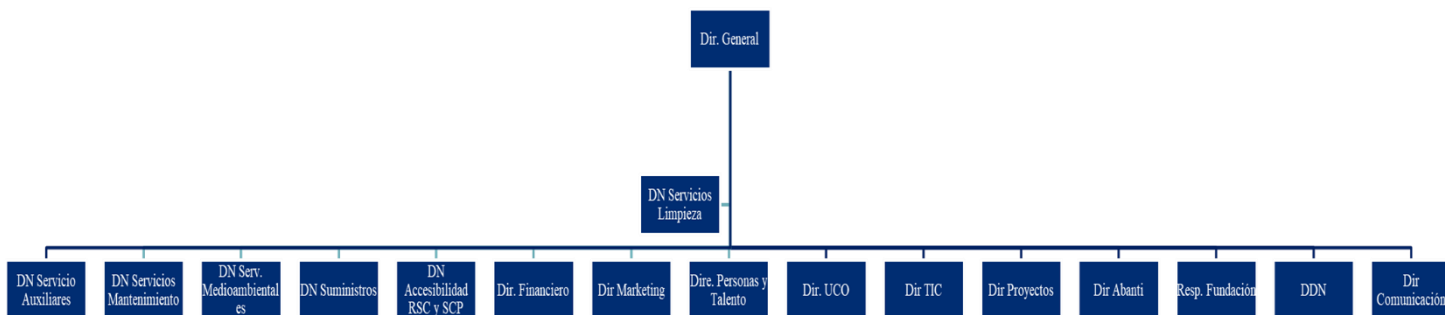 Dir. General
DN Servicios
Limpieza
DN Servicio
Auxiliares
DN Servicios
Mantenimiento
DN Serv.
Medioambiental
es
DN Suministros
DN
Accesibilidad
RSC y SCP
Dir. Financiero
Dir Marketing
Dire. Personas y
Talento
Dir. UCO
Dir TIC
Dir Proyectos
Dir Abanti
Resp. Fundación
DDN
Dir
Comunicación